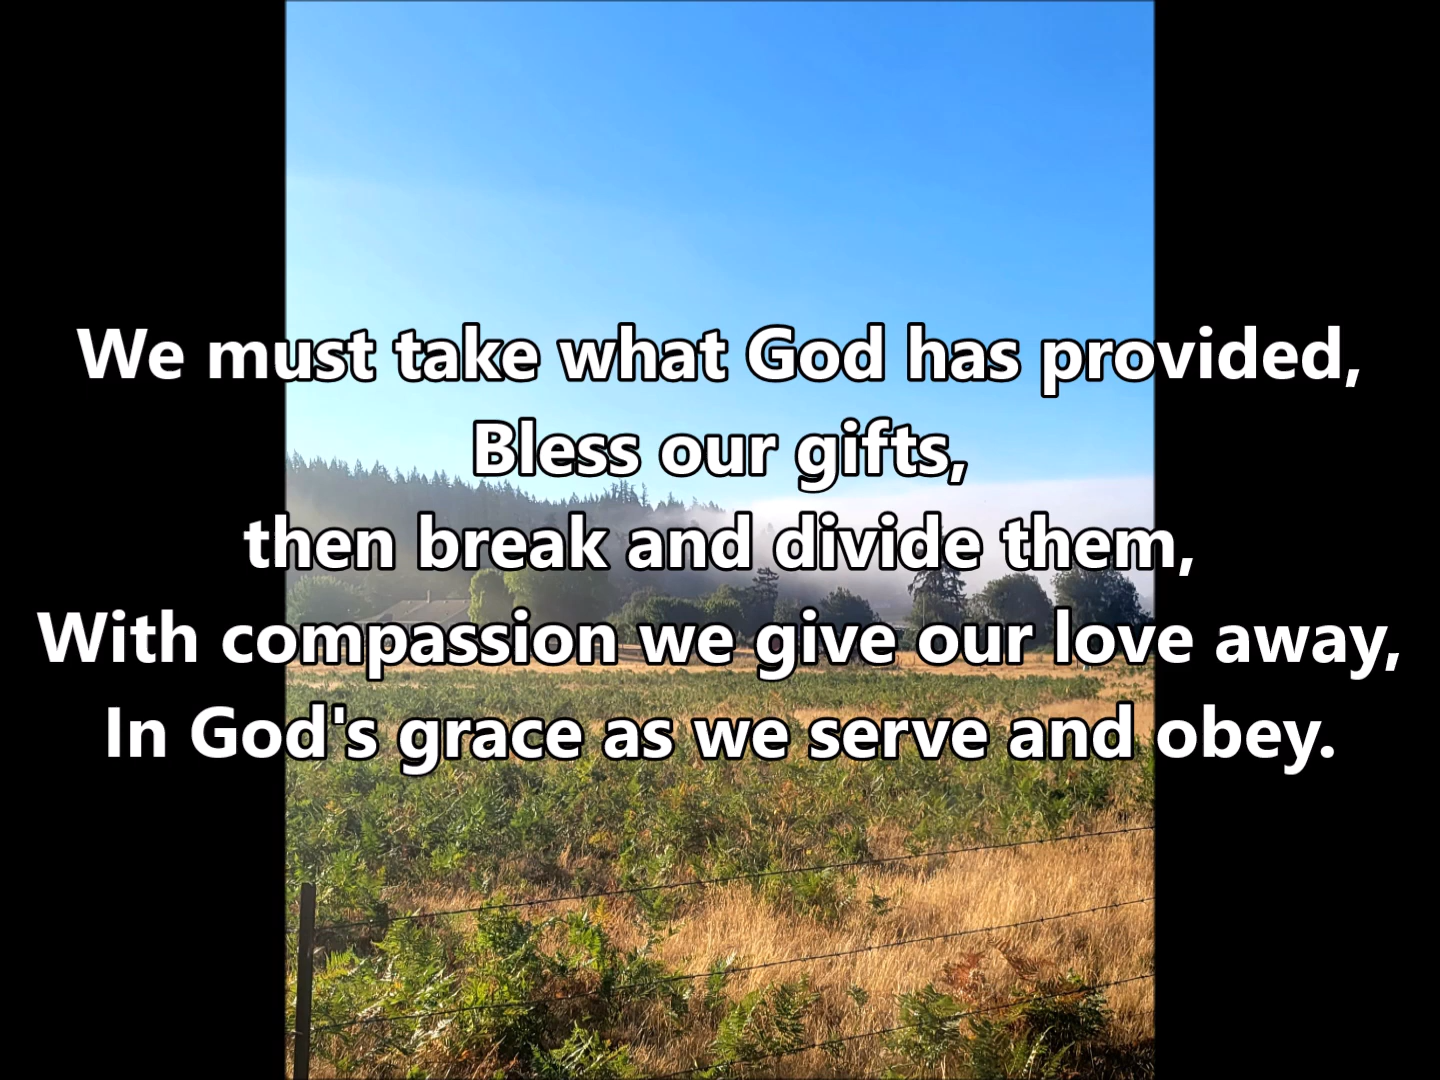 We must take what God has provided,
Bless our gifts,
then break and divide them,
With compassion we give our love away,
In God's grace as we serve and obey.